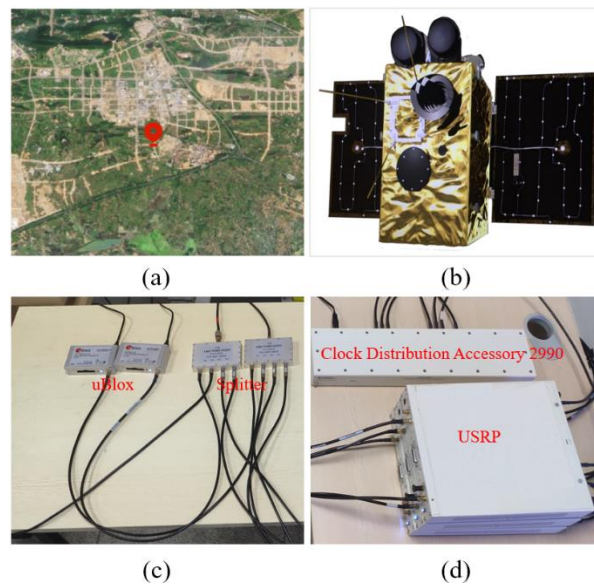 (a)
(b)
uBlox
Splitter
(c)
Clock Distribution Accessory 2990
USRP
(d)